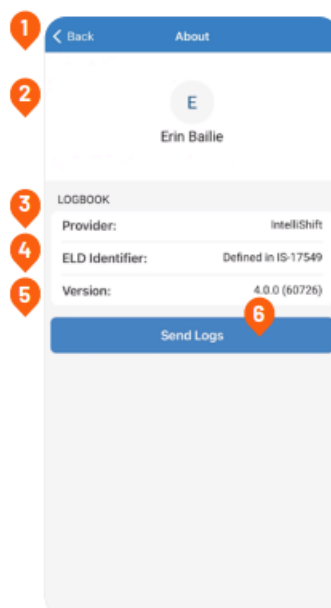 1
Back About
2
E
Erin Bailie
LOGBOOK
3
Provider: IntelliShift
4
ELD Identifier: Defined in IS-17549
5
Version: 4.0.0 (60726)
6
Send Logs